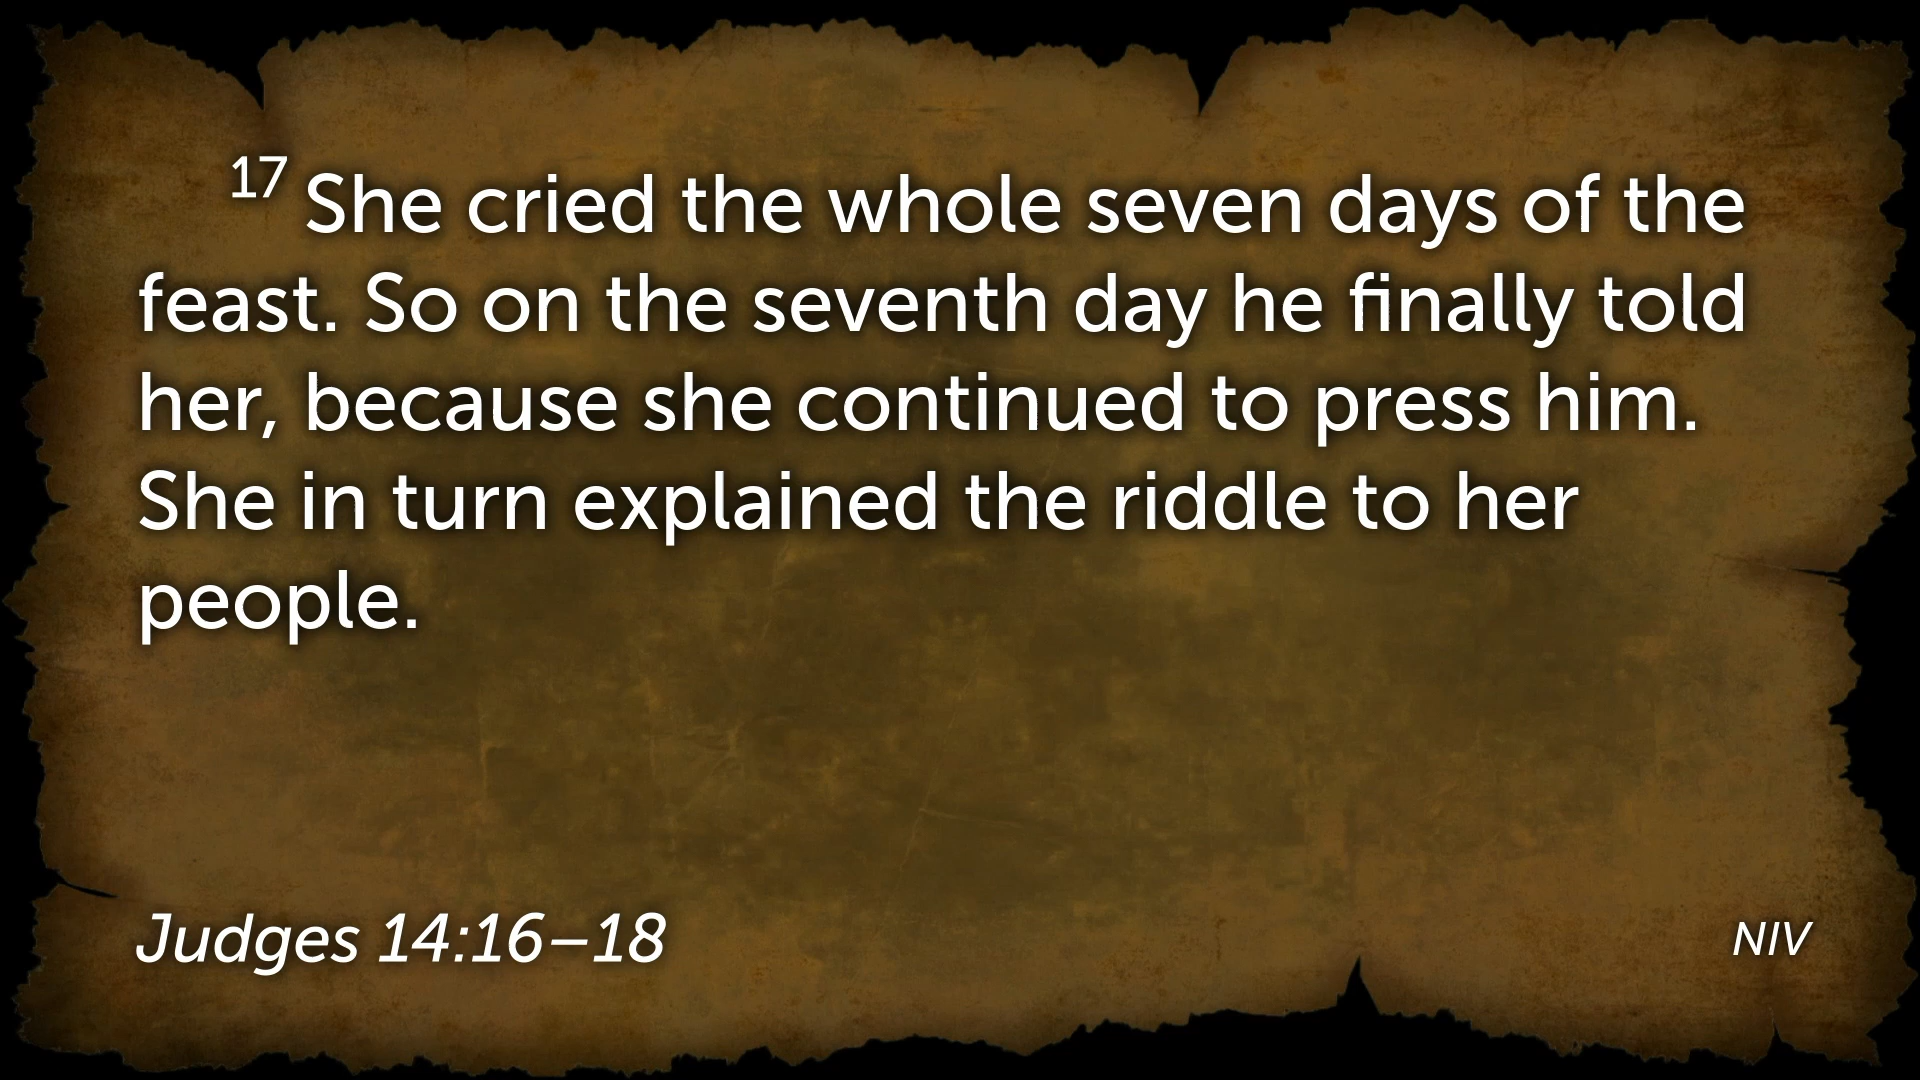 17 She cried the whole seven days of the
feast. So on the seventh day he finally told
her, because she continued to press him.
She in turn explained the riddle to her
people.
Judges 14:16–18
NIV